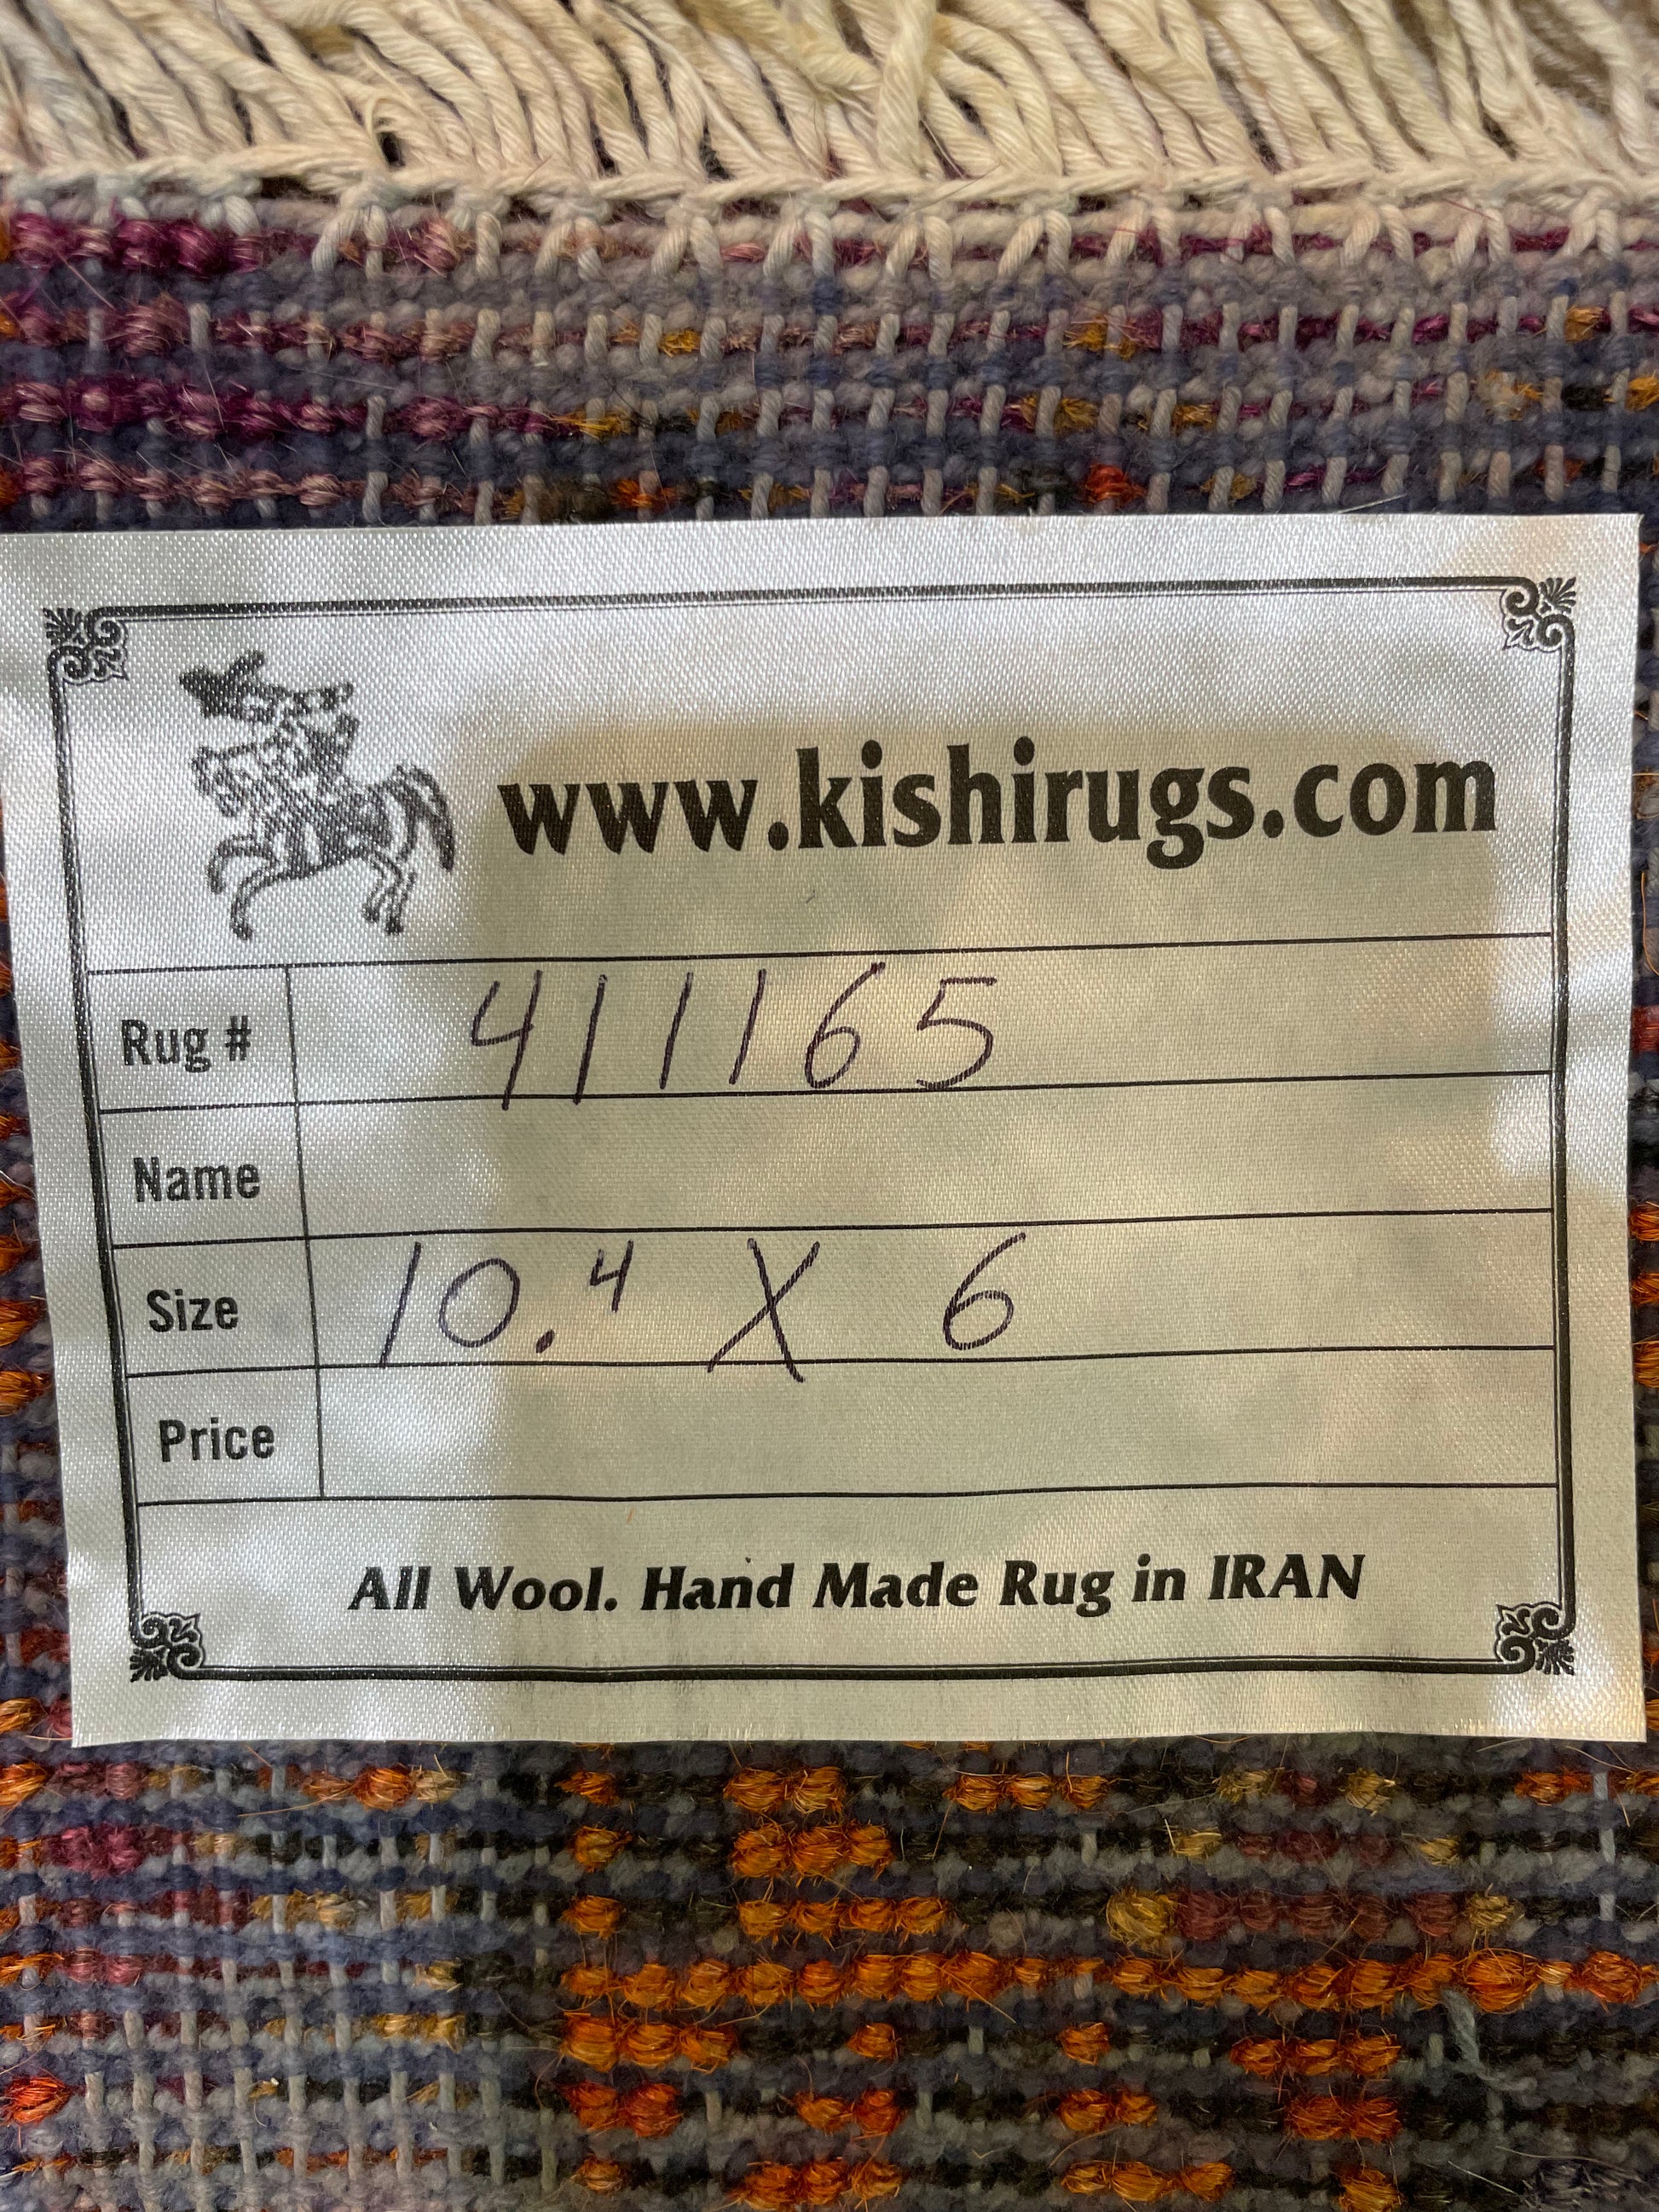 www.kishirugs.com
Rug # 411165
Name
Size 10.4 X 6
Price
All Wool. Hand Made Rug in IRAN